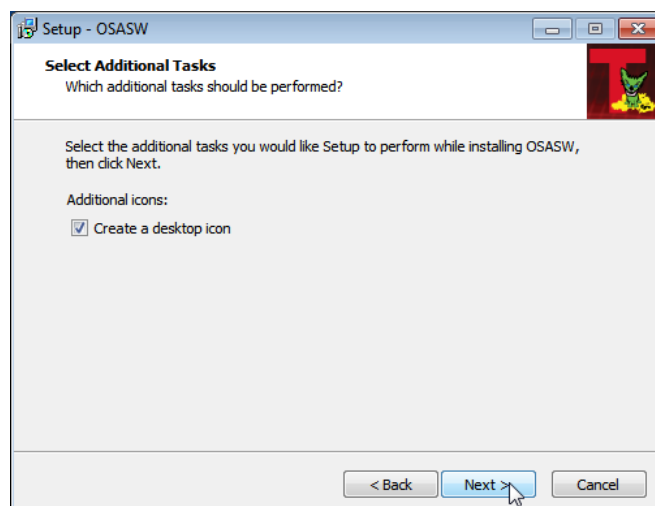 Setup - OSASW
Select Additional Tasks
Which additional tasks should be performed?
T
Select the additional tasks you would like Setup to perform while installing OSASW,
then click Next.
Additional icons:
Create a desktop icon
< Back
Next >
Cancel